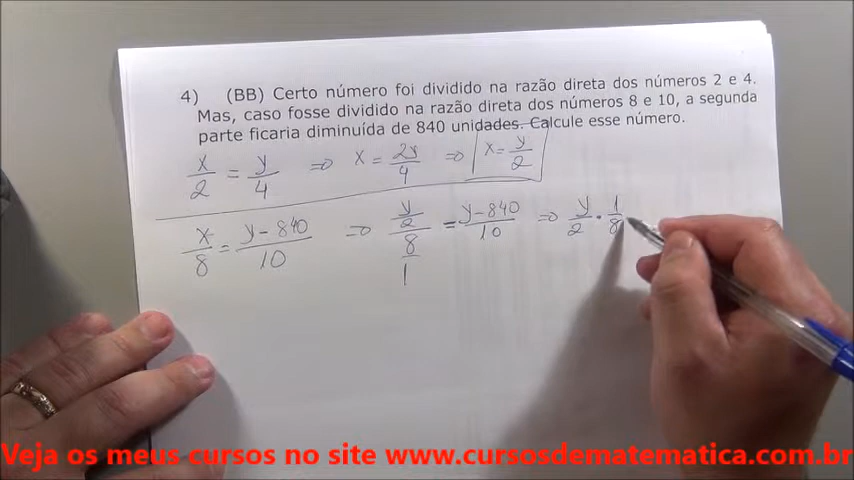 4) (BB) Certo número foi dividido na razão direta dos números 2 e 4.
Mas, caso fosse dividido na razão direta dos números 8 e 10, a segunda
parte ficaria diminuída de 840 unidades. Calcule esse número.
x/2 = y/4 ⇒ x = 2y/4 ⇒ x = y/2
x/8 = y-840/10 ⇒ y/2/8/1 = y-840/10 ⇒ y/2 · 1/8
Veja os meus cursos no site www.cursosdematematica.com.br